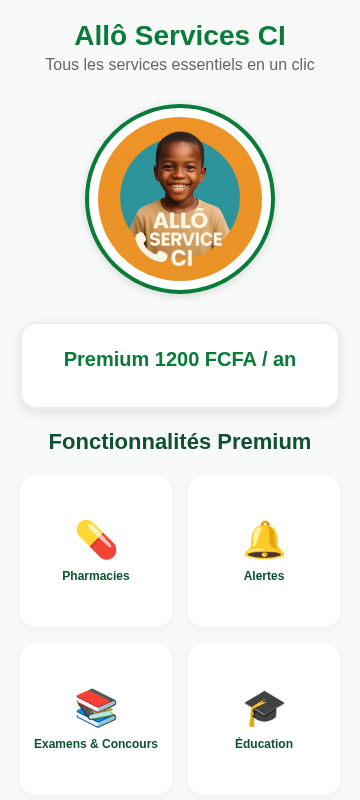 Allô Services CI
Tous les services essentiels en un clic
ALLÔ
SERVICE
CI
Premium 1200 FCFA / an
Fonctionnalités Premium
Pharmacies
Alertes
Examens & Concours
Éducation